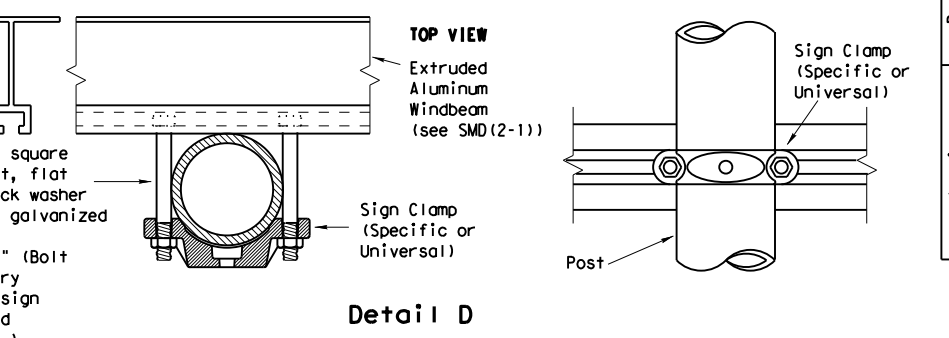 TOP VIEW
Extruded
Aluminum
Windbeam
(see SMD(2-1))
square
t, flat
ck washer
galvanized
" (Bolt
ry
sign
d
Sign Clamp
(Specific or
Universal)
Detail D
Sign Clamp
(Specific or
Universal)
Post